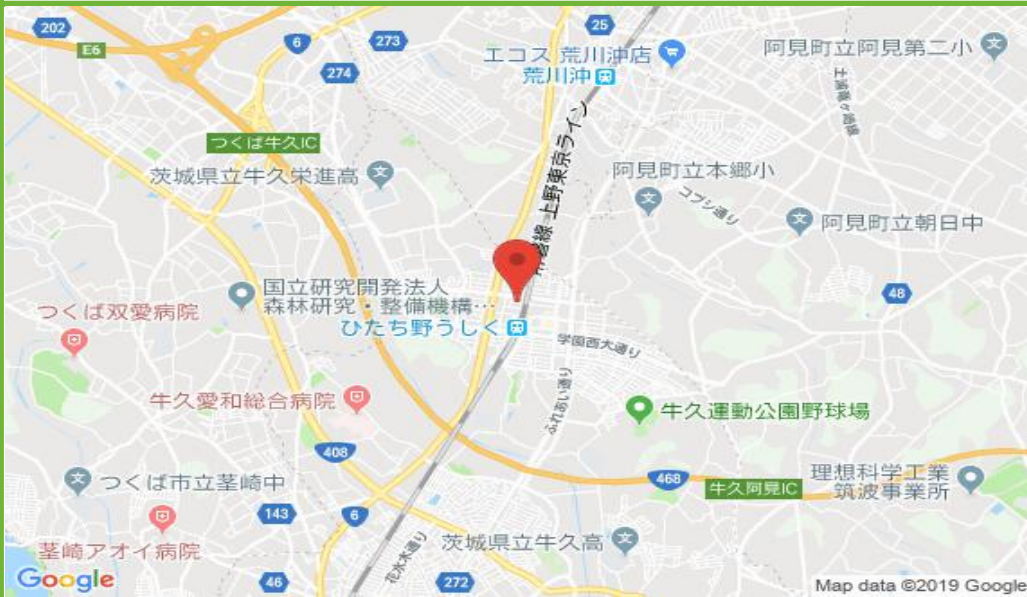 202
E6
6
273
274
25
エコス 荒川沖店
荒川沖
阿見町立阿見第二小
つくば牛久IC
茨城県立牛久栄進高
上野東京ライン
阿見町立本郷小
コブシ通り
阿見町立朝日中
国立研究開発法人
森林研究・整備機構…
つくば双愛病院
ひたち野うしく
48
学園西大通り
ふれあい通り
牛久愛和総合病院
牛久運動公園野球場
408
468
牛久阿見IC
理想科学工業
筑波事業所
つくば市立茎崎中
143
6
茎崎アオイ病院
茨城県立牛久高
花水木通り
46
272
Google
Map data ©2019 Google